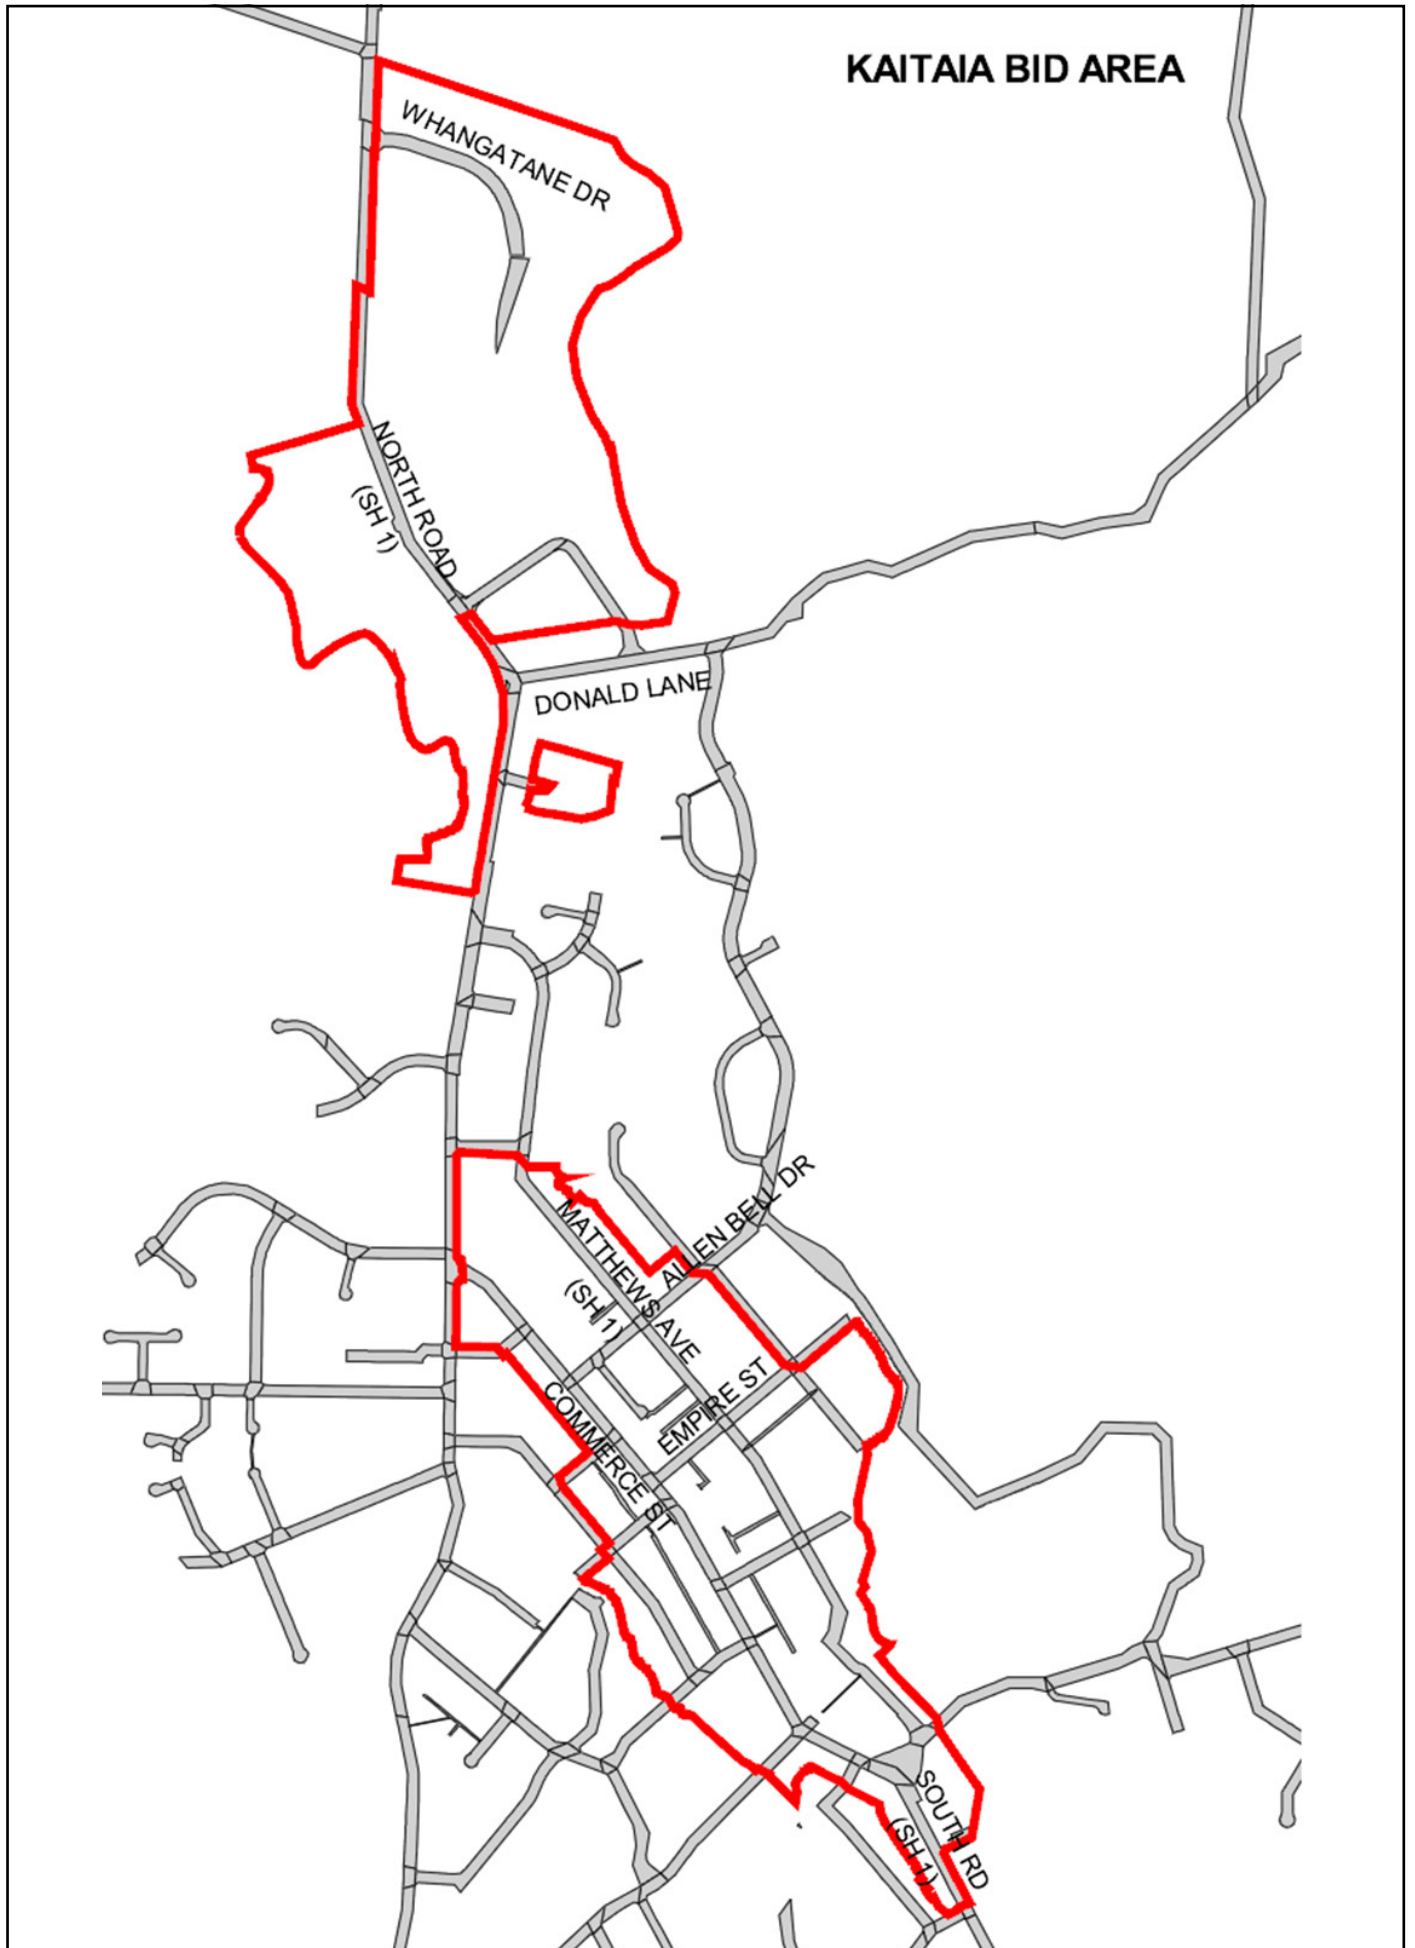 KAITAIA BID AREA
WHANGATANE DR
NORTH ROAD
(SH 1)
DONALD LANE
ALLEN BELL DR
MATTHEWS AVE
(SH 1)
EMPIRE ST
COMMERCE ST
SOUTH RD
(SH 1)